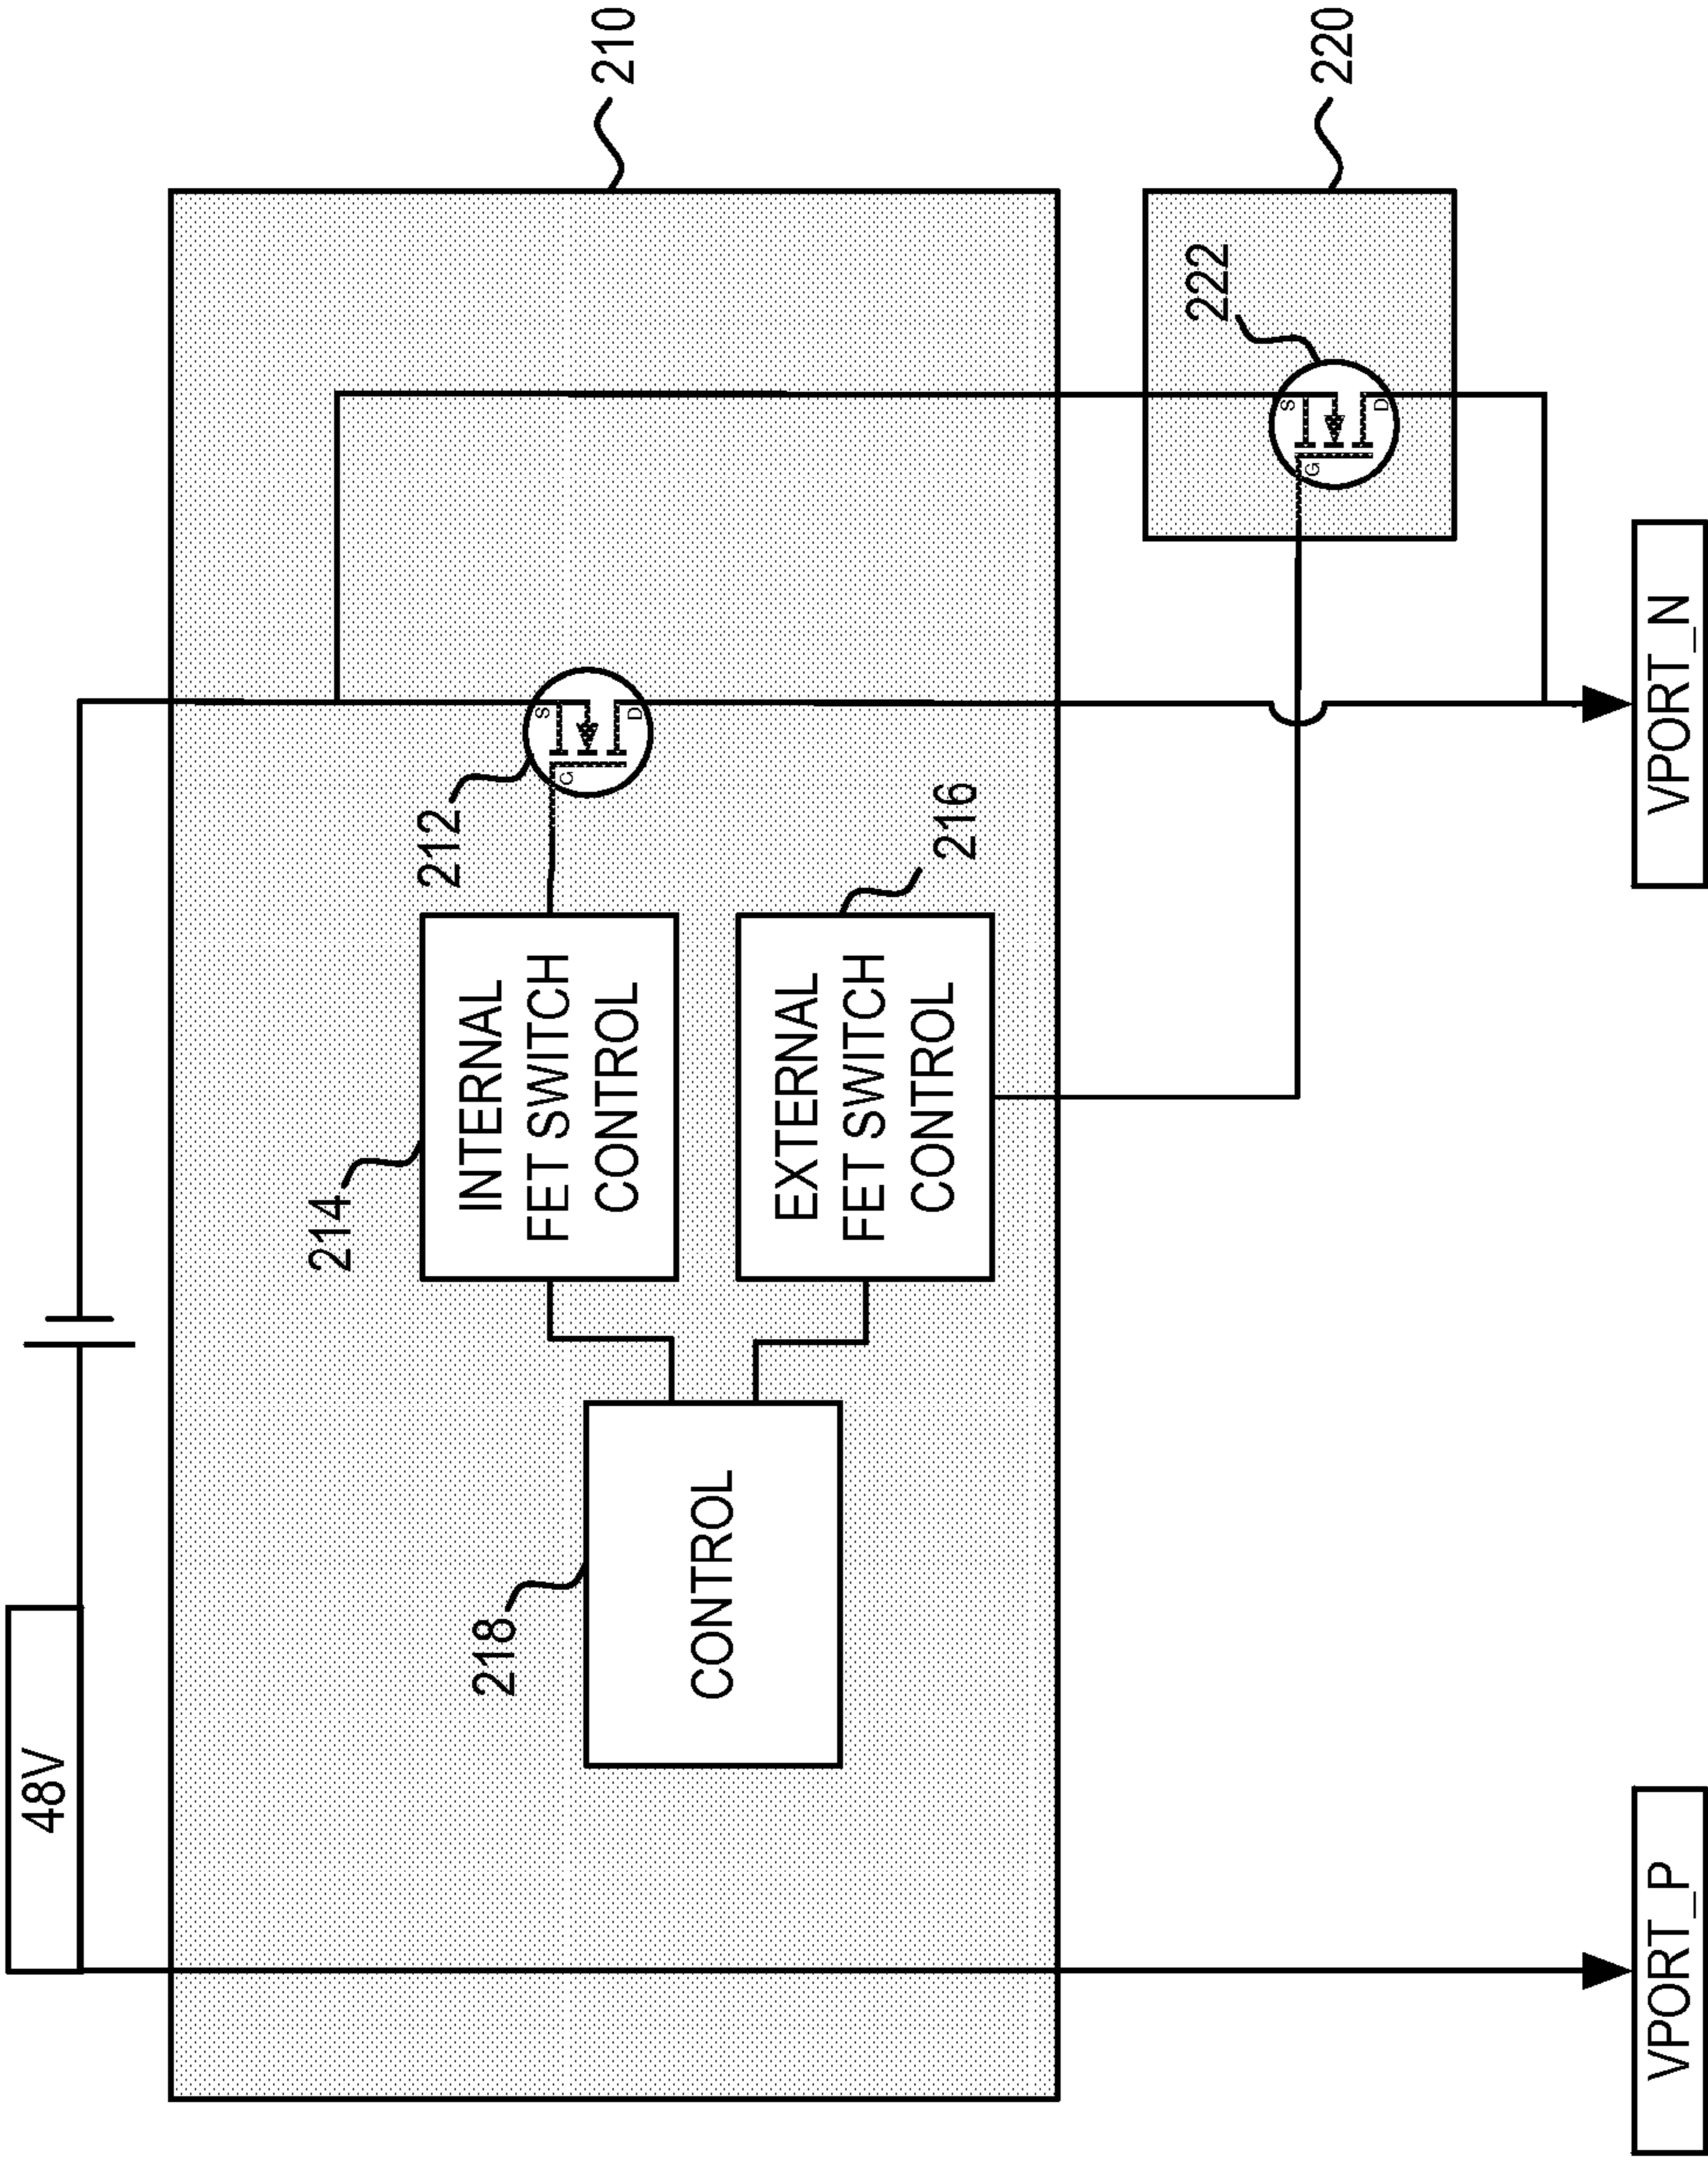 48V
210
212
214
INTERNAL
FET SWITCH
CONTROL
216
EXTERNAL
FET SWITCH
CONTROL
218
CONTROL
S
G
D
220
222
S
G
D
VPORT_P
VPORT_N